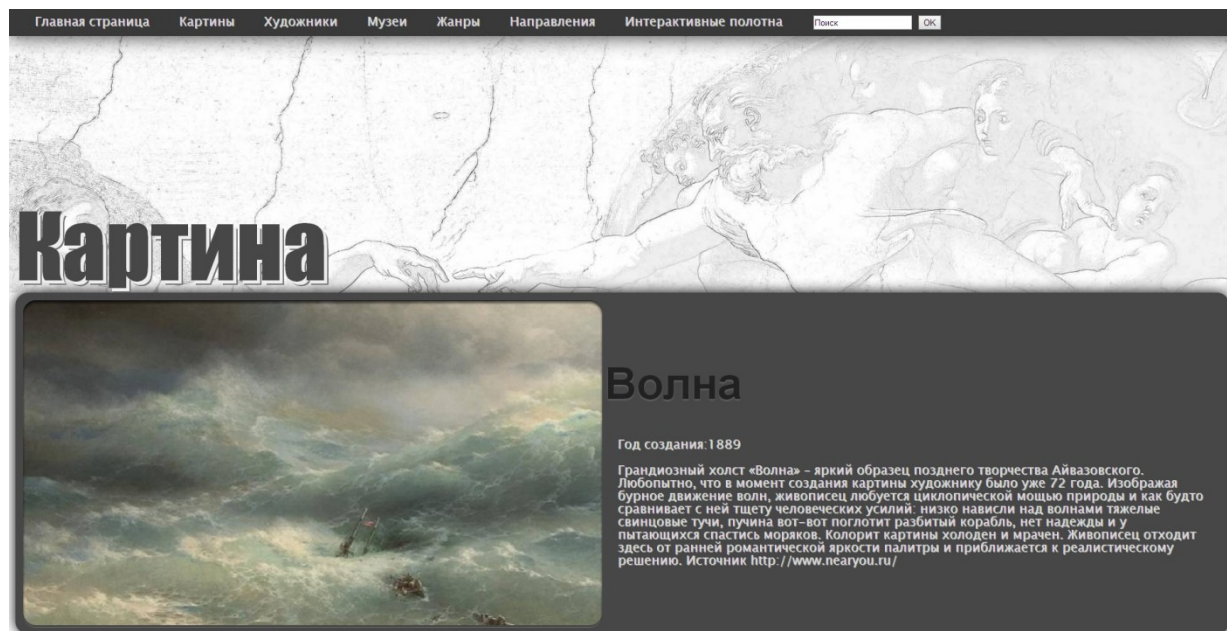 Главная страница Картины Художники Музеи Жанры Направления Интерактивные полотна Поиск OK
Картина
Волна
Год создания:1889
Грандиозный холст «Волна» – яркий образец позднего творчества Айвазовского.
Любопытно, что в момент создания картины художнику было уже 72 года. Изображая
бурное движение волн, живописец любуется циклопической мощью природы и как будто
сравнивает с ней тщету человеческих усилий: низко нависли над волнами тяжелые
свинцовые тучи, пучина вот-вот поглотит разбитый корабль, нет надежды и у
пытающихся спастись моряков. Колорит картины холоден и мрачен. Живописец отходит
здесь от ранней романтической яркости палитры и приближается к реалистическому
решению. Источник http://www.nearyou.ru/